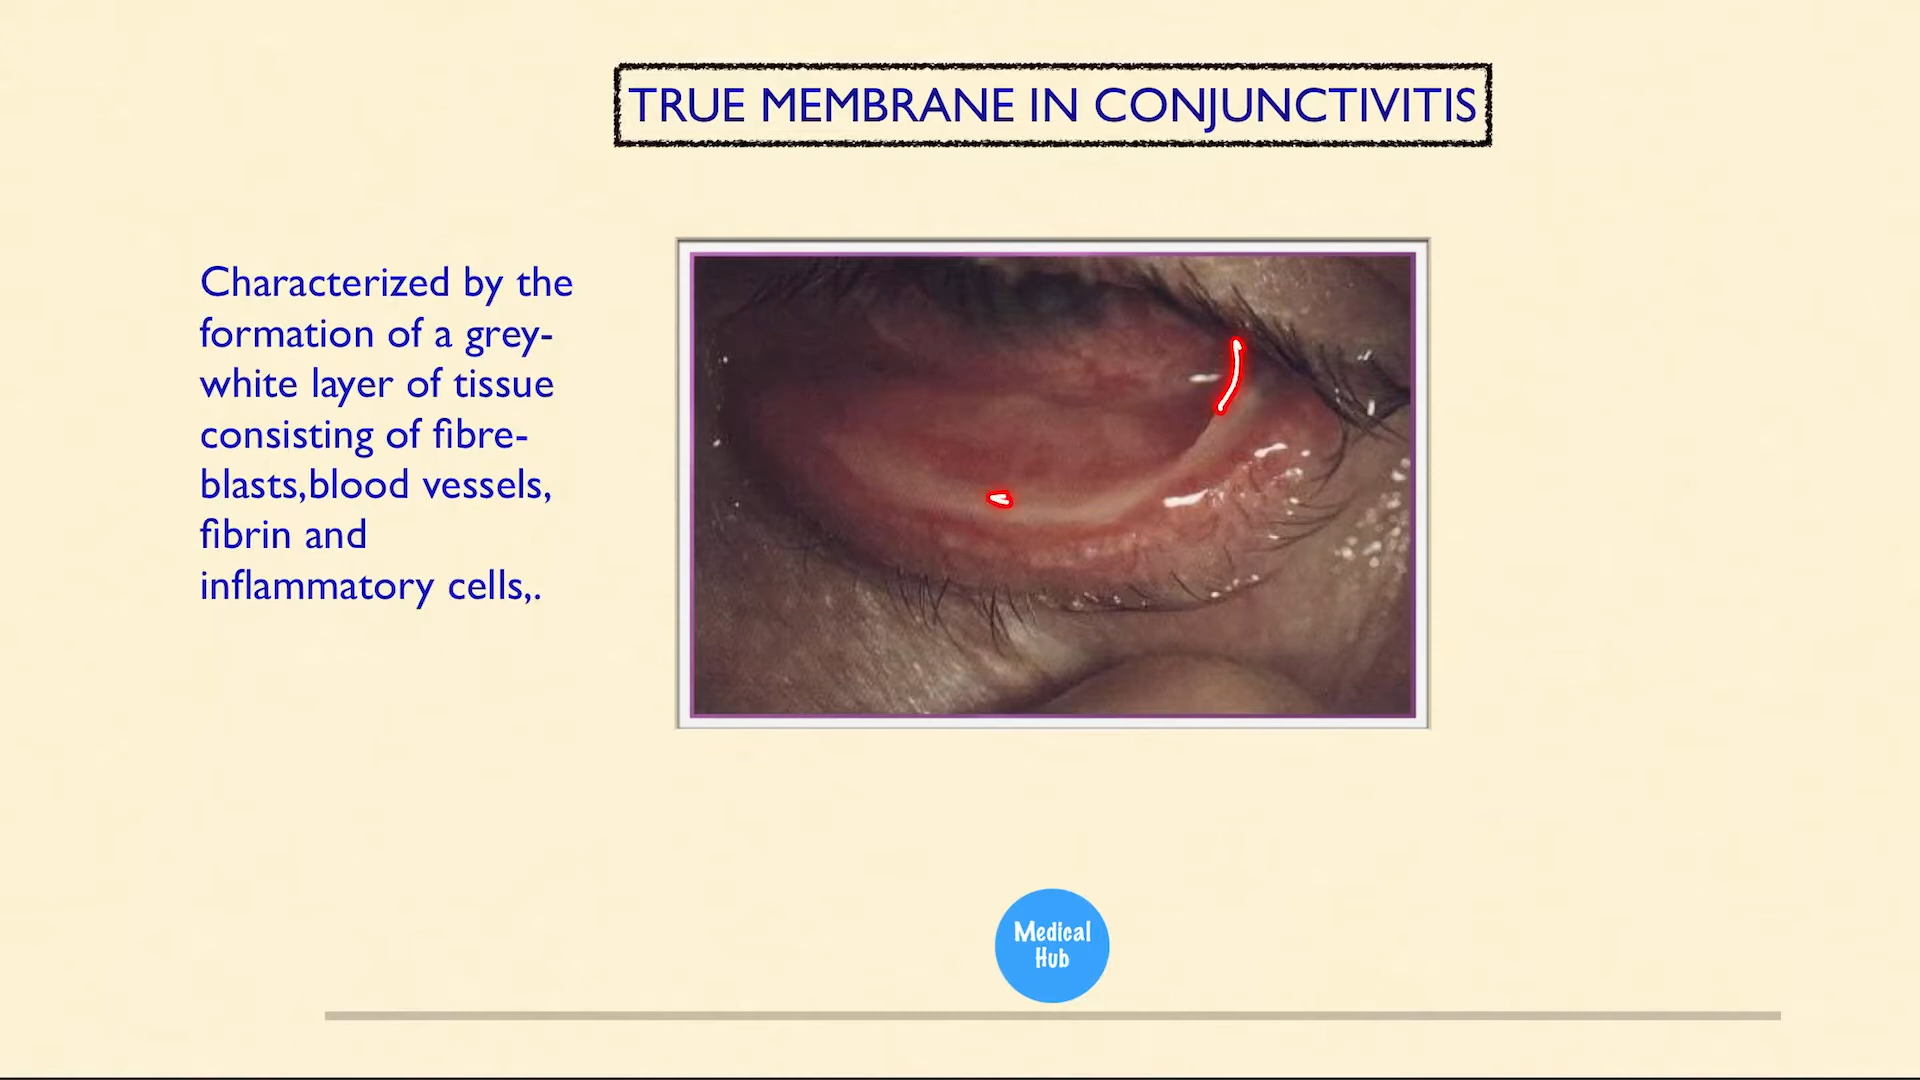 TRUE MEMBRANE IN CONJUNCTIVITIS
Characterized by the
formation of a grey-
white layer of tissue
consisting of fibre-
blasts,blood vessels,
fibrin and
inflammatory cells,.
Medical
Hub